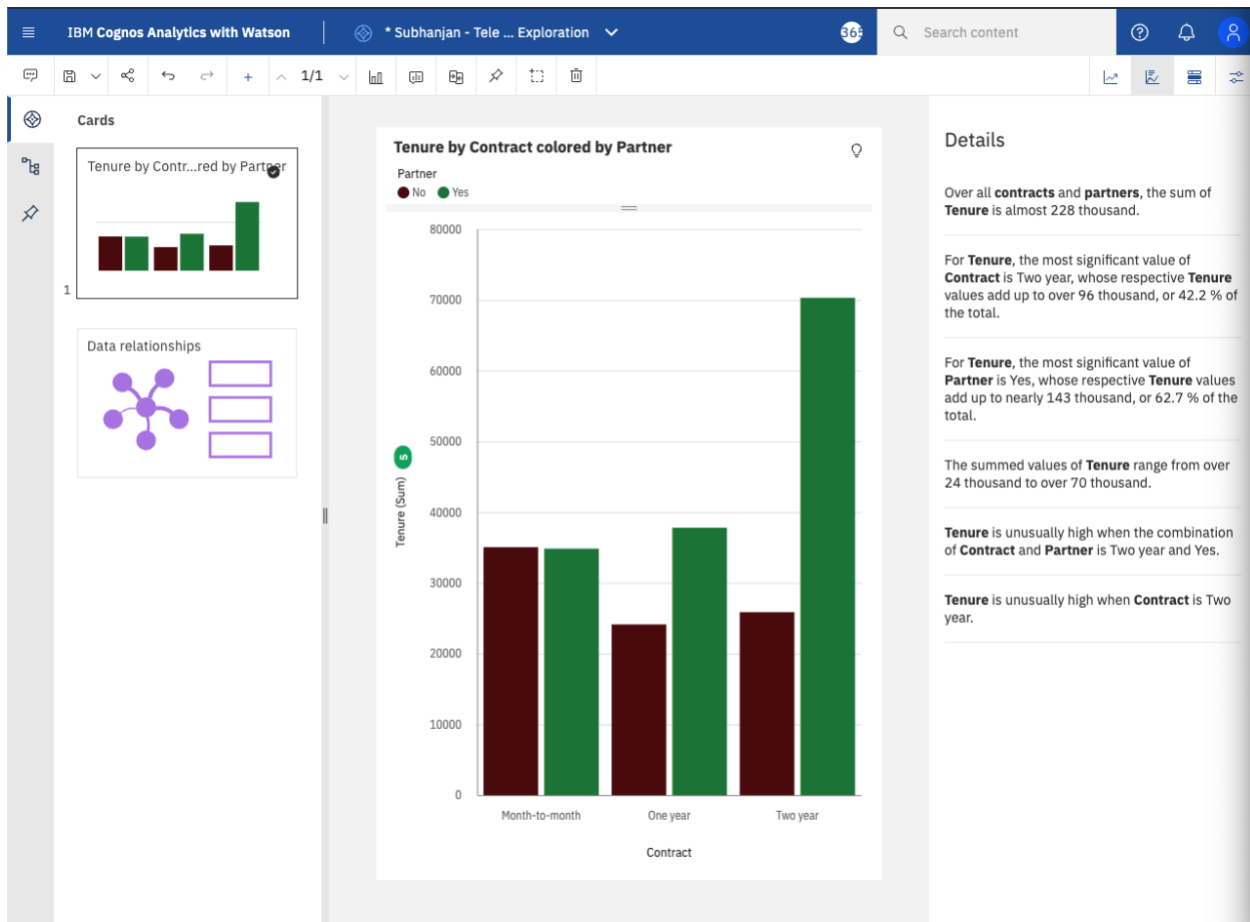 IBM Cognos Analytics with Watson
* Subhanjan - Tele ... Exploration
365
Search content
1/1
Cards
Tenure by Contr...red by Partner
1
Data relationships
Tenure by Contract colored by Partner
Partner
No Yes
80000
70000
60000
50000
40000
30000
20000
10000
0
Tenure (Sum)
5
Month-to-month One year Two year
Contract
Details
Over all contracts and partners, the sum of
Tenure is almost 228 thousand.
For Tenure, the most significant value of
Contract is Two year, whose respective Tenure
values add up to over 96 thousand, or 42.2 % of
the total.
For Tenure, the most significant value of
Partner is Yes, whose respective Tenure values
add up to nearly 143 thousand, or 62.7 % of the
total.
The summed values of Tenure range from over
24 thousand to over 70 thousand.
Tenure is unusually high when the combination
of Contract and Partner is Two year and Yes.
Tenure is unusually high when Contract is Two
year.